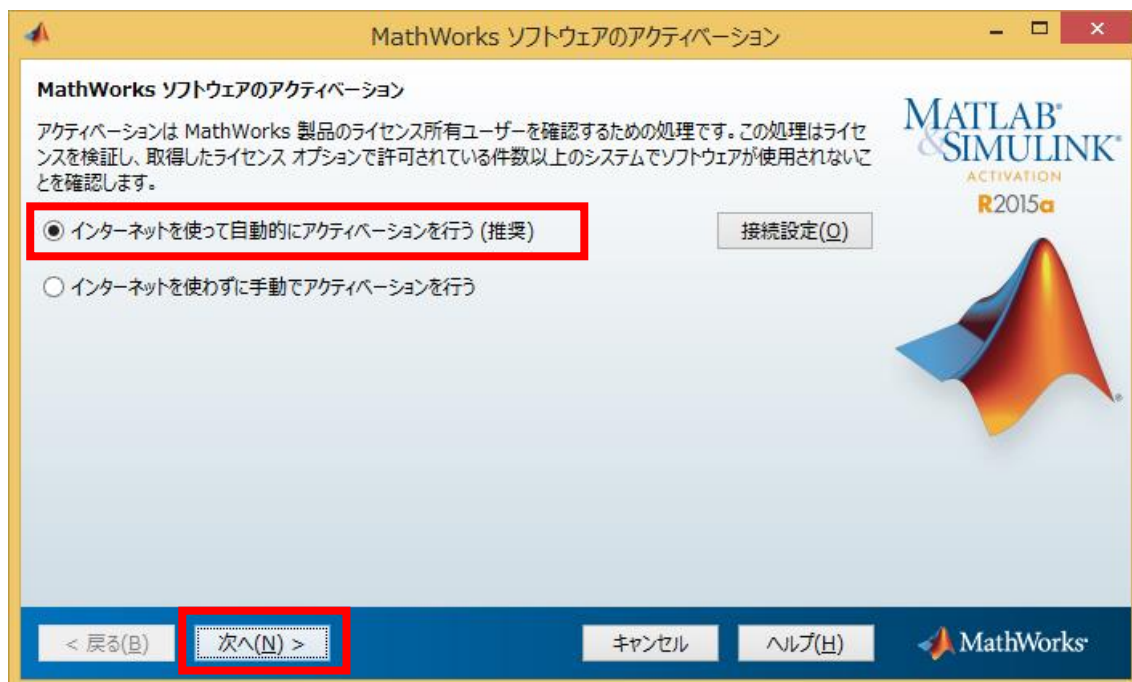 MathWorks ソフトウェアのアクティベーション
MathWorks ソフトウェアのアクティベーション
アクティベーションは MathWorks 製品のライセンス所有ユーザーを確認するための処理です。この処理はライセ
ンスを検証し、取得したライセンス オプションで許可されている件数以上のシステムでソフトウェアが使用されないこ
とを確認します。
インターネットを使って自動的にアクティベーションを行う (推奨)
接続設定(O)
インターネットを使わずに手動でアクティベーションを行う
MATLAB®
&SIMULINK®
ACTIVATION
R2015a
< 戻る(B)
次へ(N) >
キャンセル
ヘルプ(H)
MathWorks®